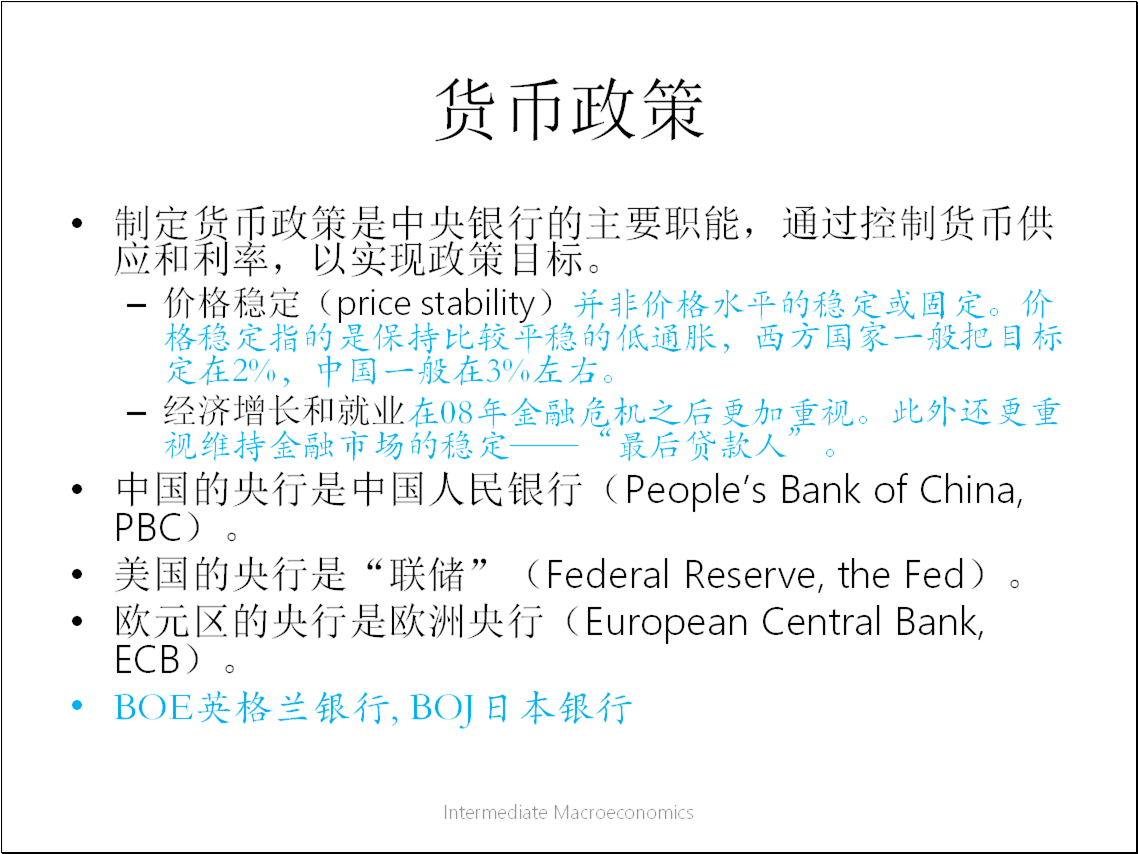 货币政策
• 制定货币政策是中央银行的主要职能，通过控制货币供
应和利率，以实现政策目标。
– 价格稳定（price stability）并非价格水平的稳定或固定。价
格稳定指的是保持比较平稳的低通胀，西方国家一般把目标
定在2%，中国一般在3%左右。
– 经济增长和就业在08年金融危机之后更加重视。此外还更重
视维持金融市场的稳定——“最后贷款人”。
• 中国的央行是中国人民银行（People’s Bank of China,
PBC）。
• 美国的央行是“联储”（Federal Reserve, the Fed）。
• 欧元区的央行是欧洲央行（European Central Bank,
ECB）。
• BOE英格兰银行, BOJ日本银行
Intermediate Macroeconomics